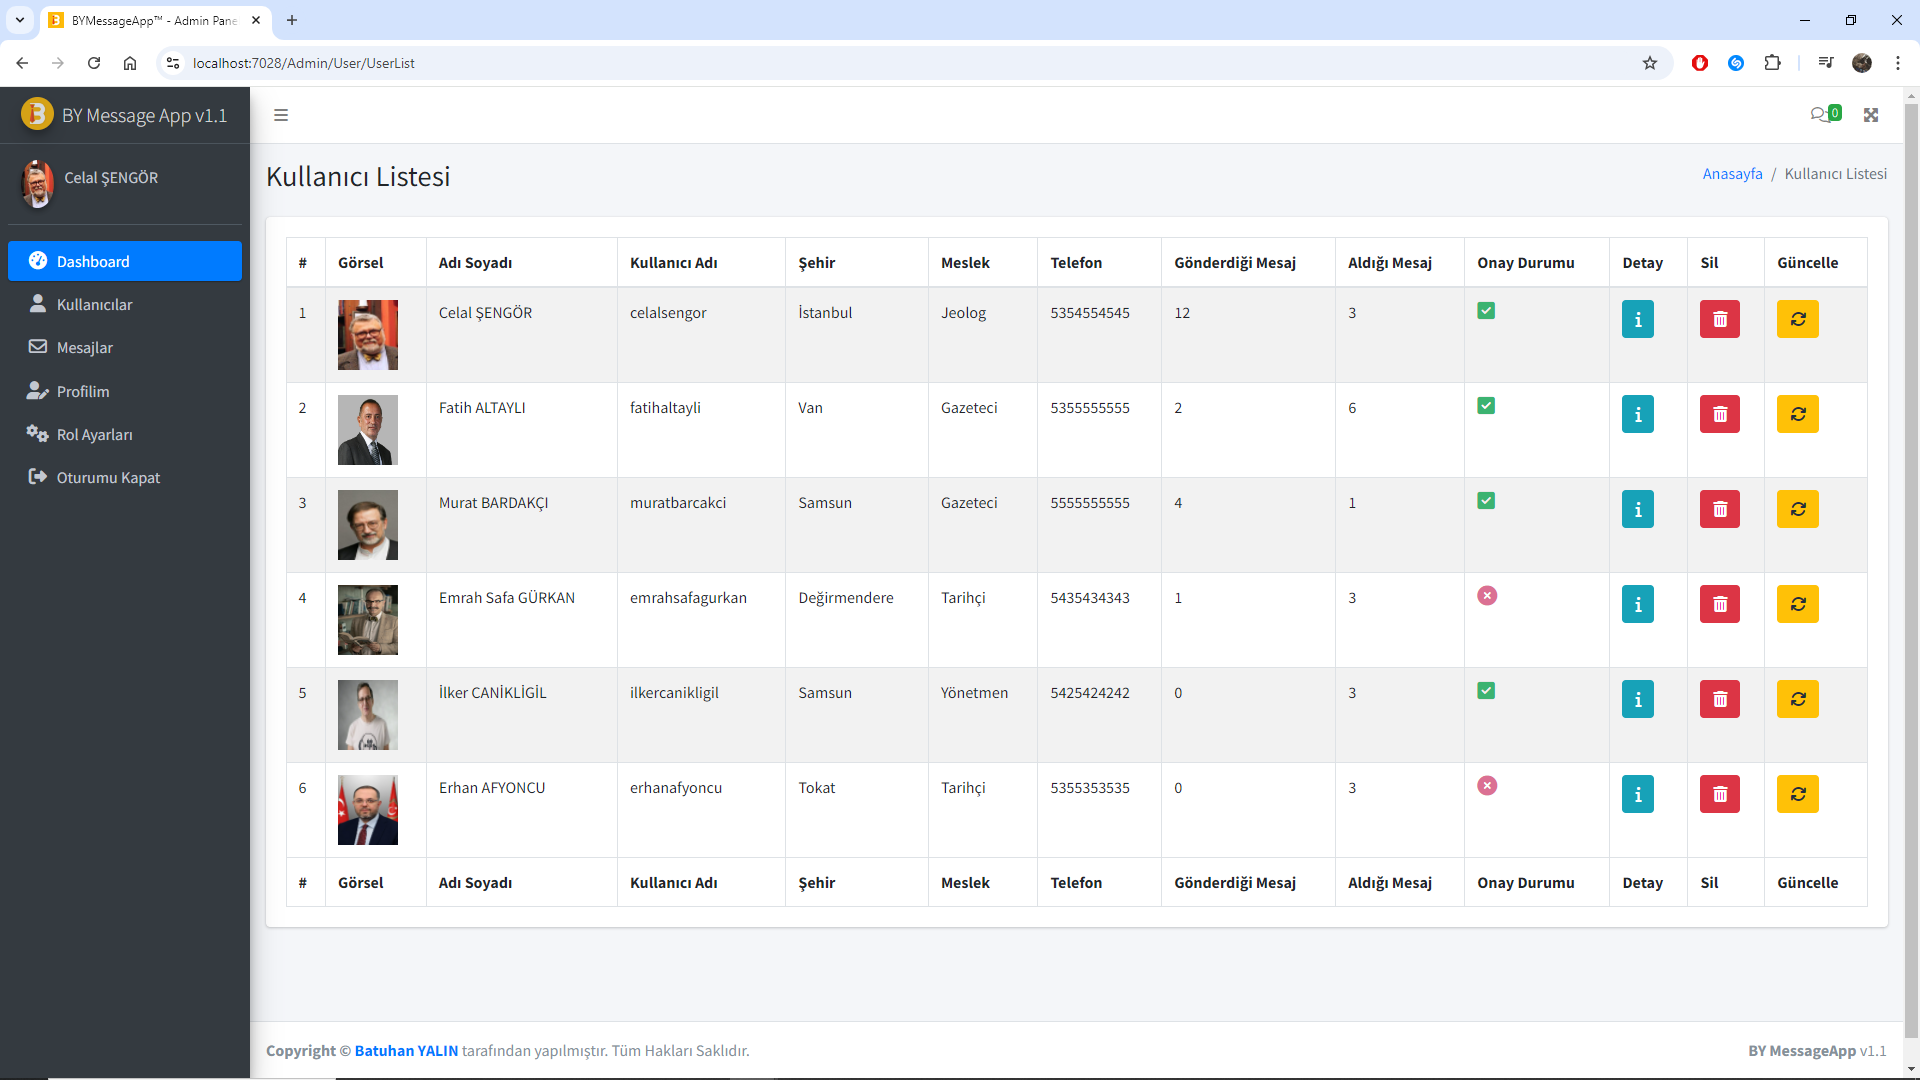 BYMessageApp™ - Admin Pane
localhost:7028/Admin/User/UserList
BY Message App v1.1
0
Celal ŞENGÖR
Dashboard
Kullanıcılar
Mesajlar
Profilim
Rol Ayarları
Oturumu Kapat
Kullanıcı Listesi
Anasayfa / Kullanıcı Listesi
# Görsel Adı Soyadı Kullanıcı Adı Şehir Meslek Telefon Gönderdiği Mesaj Aldığı Mesaj Onay Durumu Detay Sil Güncelle
1 Celal ŞENGÖR celalsengor İstanbul Jeolog 5354554545 12 3
2 Fatih ALTAYLI fatihaltayli Van Gazeteci 5355555555 2 6
3 Murat BARDAKÇI muratbarcakci Samsun Gazeteci 5555555555 4 1
4 Emrah Safa GÜRKAN emrahsafagurkan Değirmendere Tarihçi 5435434343 1 3
5 İlker CANİKLİGİL ilkercanikligil Samsun Yönetmen 5425424242 0 3
6 Erhan AFYONCU erhanafyoncu Tokat Tarihçi 5355353535 0 3
# Görsel Adı Soyadı Kullanıcı Adı Şehir Meslek Telefon Gönderdiği Mesaj Aldığı Mesaj Onay Durumu Detay Sil Güncelle
Copyright © Batuhan YALIN tarafından yapılmıştır. Tüm Hakları Saklıdır.
BY MessageApp v1.1